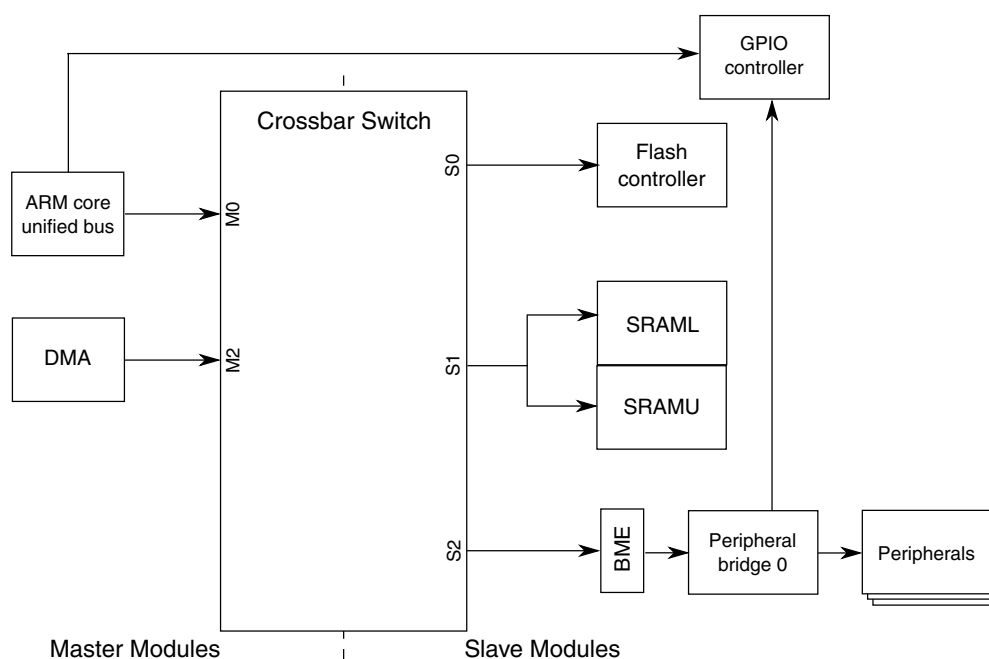 GPIO
controller
Crossbar Switch
S0
Flash
controller
ARM core
unified bus
M0
SRAML
DMA
M2
S1
SRAMU
S2
BME
Peripheral
bridge 0
Peripherals
Master Modules
Slave Modules